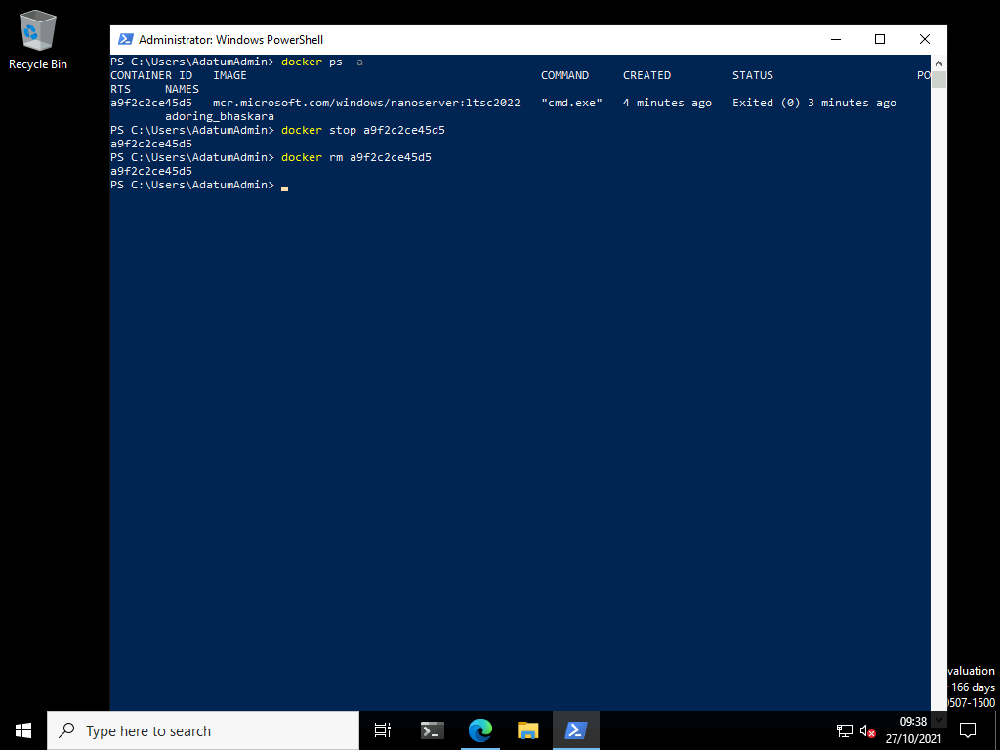 Recycle Bin
Administrator: Windows PowerShell
PS C:\Users\AdatumAdmin> docker ps -a
CONTAINER ID   IMAGE                                           COMMAND     CREATED         STATUS                     PO
RTS     NAMES
a9f2c2ce45d5   mcr.microsoft.com/windows/nanoserver:ltsc2022   "cmd.exe"   4 minutes ago   Exited (0) 3 minutes ago
        adoring_bhaskara
PS C:\Users\AdatumAdmin> docker stop a9f2c2ce45d5
a9f2c2ce45d5
PS C:\Users\AdatumAdmin> docker rm a9f2c2ce45d5
a9f2c2ce45d5
PS C:\Users\AdatumAdmin>
valuation
166 days
0507-1500
Type here to search
09:38
27/10/2021